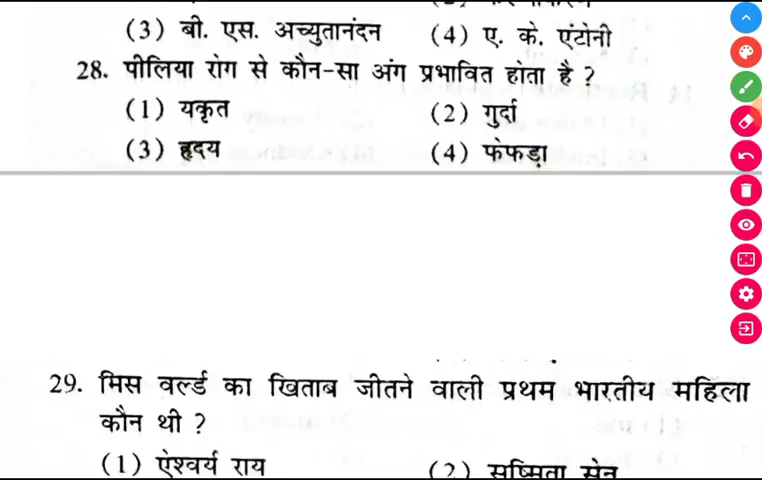 (3) बी. एस. अच्युतानंदन (4) ए. के. एंटोनी
28. पीलिया रोग से कौन-सा अंग प्रभावित होता है ?
(1) यकृत (2) गुर्दा
(3) हृदय (4) फेफड़ा
29. मिस वर्ल्ड का खिताब जीतने वाली प्रथम भारतीय महिला
कौन थी ?
(1) ऐश्वर्य राय (2) सुष्मिता सेन